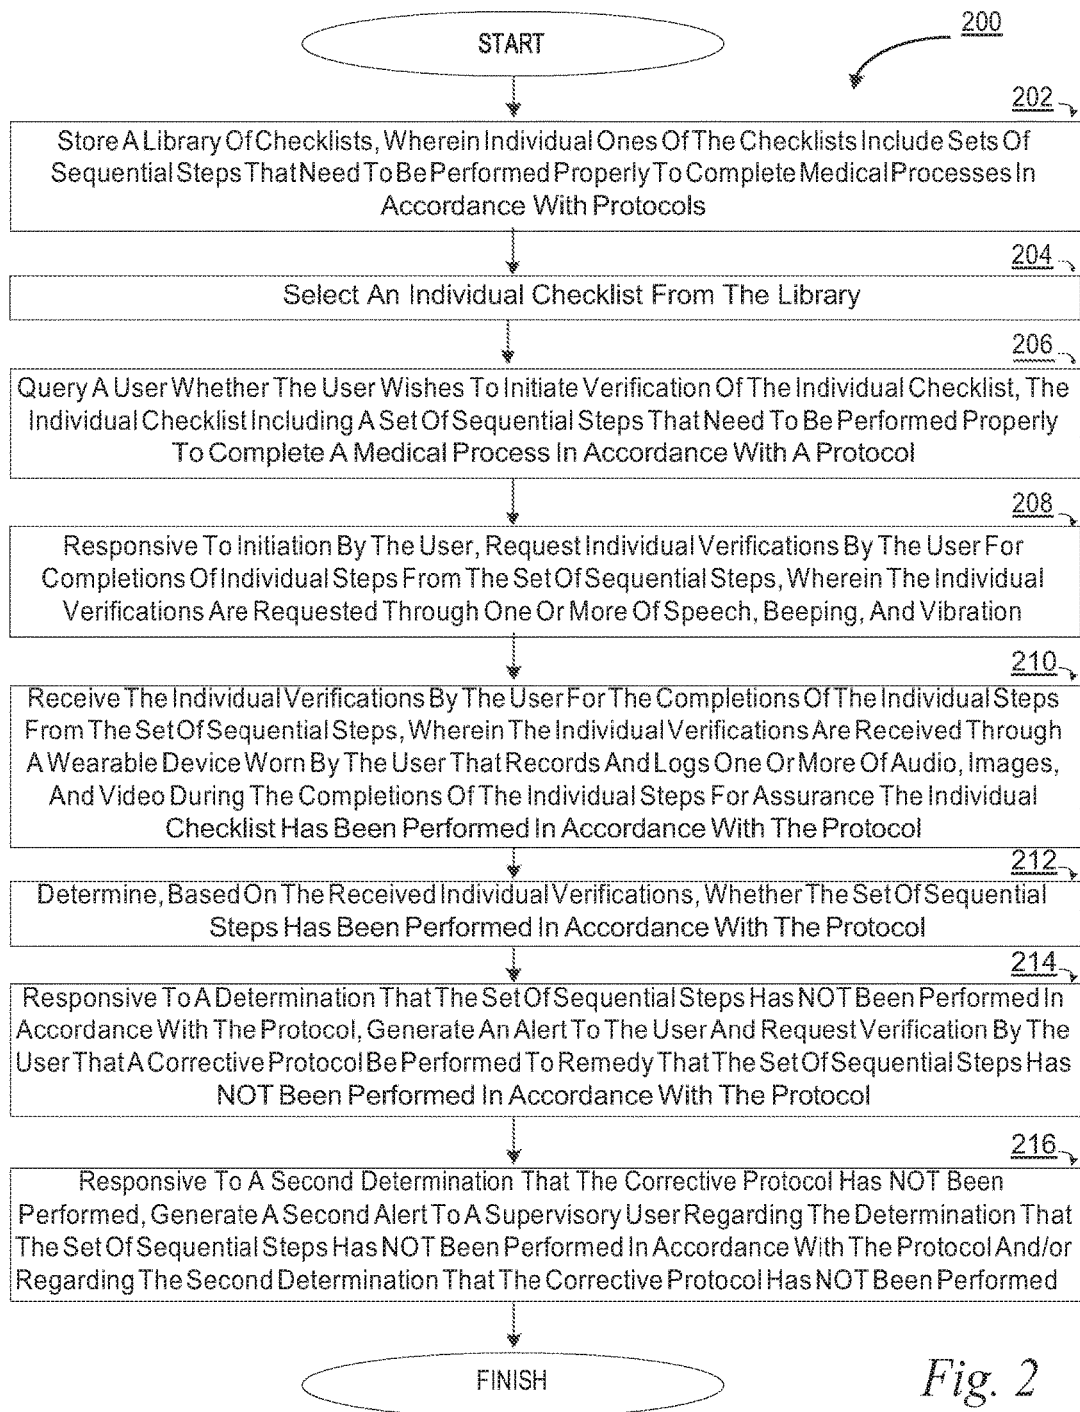 START
200
202
Store A Library Of Checklists, Wherein Individual Ones Of The Checklists Include Sets Of
Sequential Steps That Need To Be Performed Properly To Complete Medical Processes In
Accordance With Protocols
204
Select An Individual Checklist From The Library
206
Query A User Whether The User Wishes To Initiate Verification Of The Individual Checklist, The
Individual Checklist Including A Set Of Sequential Steps That Need To Be Performed Properly
To Complete A Medical Process In Accordance With A Protocol
208
Responsive To Initiation By The User, Request Individual Verifications By The User For
Completions Of Individual Steps From The Set Of Sequential Steps, Wherein The Individual
Verifications Are Requested Through One Or More Of Speech, Beeping, And Vibration
210
Receive The Individual Verifications By The User For The Completions Of The Individual Steps
From The Set Of Sequential Steps, Wherein The Individual Verifications Are Received Through
A Wearable Device Worn By The User That Records And Logs One Or More Of Audio, Images,
And Video During The Completions Of The Individual Steps For Assurance The Individual
Checklist Has Been Performed In Accordance With The Protocol
212
Determine, Based On The Received Individual Verifications, Whether The Set Of Sequential
Steps Has Been Performed In Accordance With The Protocol
214
Responsive To A Determination That The Set Of Sequential Steps Has NOT Been Performed In
Accordance With The Protocol, Generate An Alert To The User And Request Verification By The
User That A Corrective Protocol Be Performed To Remedy That The Set Of Sequential Steps Has
NOT Been Performed In Accordance With The Protocol
216
Responsive To A Second Determination That The Corrective Protocol Has NOT Been
Performed, Generate A Second Alert To A Supervisory User Regarding The Determination That
The Set Of Sequential Steps Has NOT Been Performed In Accordance With The Protocol And/or
Regarding The Second Determination That The Corrective Protocol Has NOT Been Performed
FINISH
Fig. 2